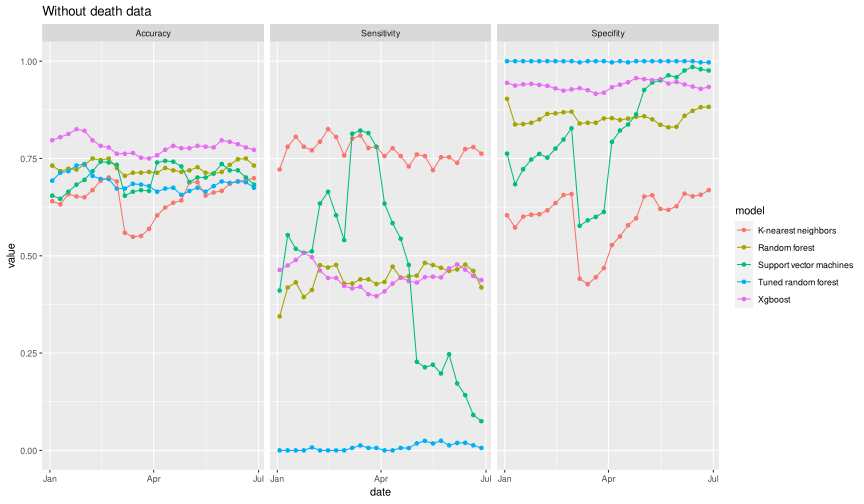 Without death data
Accuracy
Sensitivity
Specifity
1.00
0.75
0.50
0.25
0.00
value
Jan
Apr
Jul
Jan
Apr
Jul
Jan
Apr
Jul
date
model
K-nearest neighbors
Random forest
Support vector machines
Tuned random forest
Xgboost